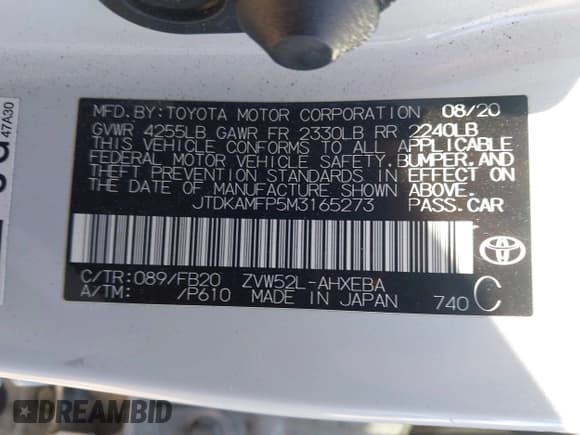 47A30
MFD.BY:TOYOTA MOTOR CORPORATION 08/20
GVWR 4255LB GAWR FR 2330LB RR 2240LB
THIS VEHICLE CONFORMS TO ALL APPLICABLE
FEDERAL MOTOR VEHICLE SAFETY,BUMPER,AND
THEFT PREVENTION STANDARDS IN EFFECT ON
THE DATE OF MANUFACTURE SHOWN ABOVE.
JTDKAMFP5M3165273 PASS.CAR
C/TR:089/FB20 ZVW52L-AHXEBA
A/TM: /P610 MADE IN JAPAN 740 C
DREAMBID